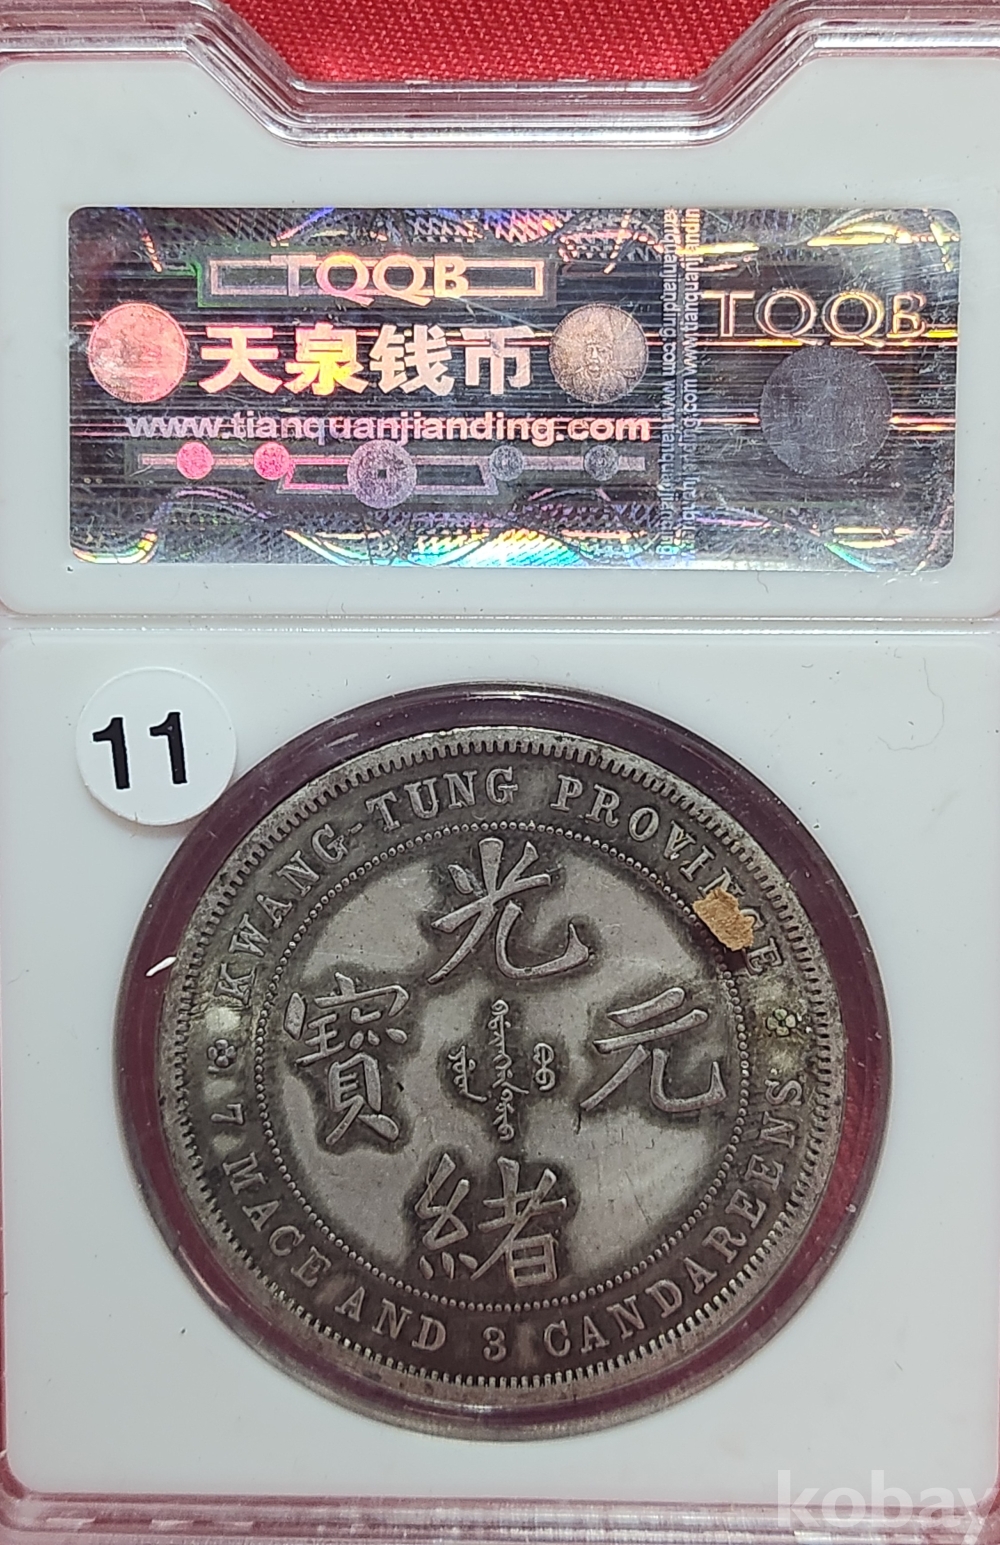 TQQB
天泉钱币
www.tianquanjianding.com
TQQB
11
KWANG-TUNG PROVINCE
光
元
寶
緒
7 MACE AND 3 CANDAREENS
kobay